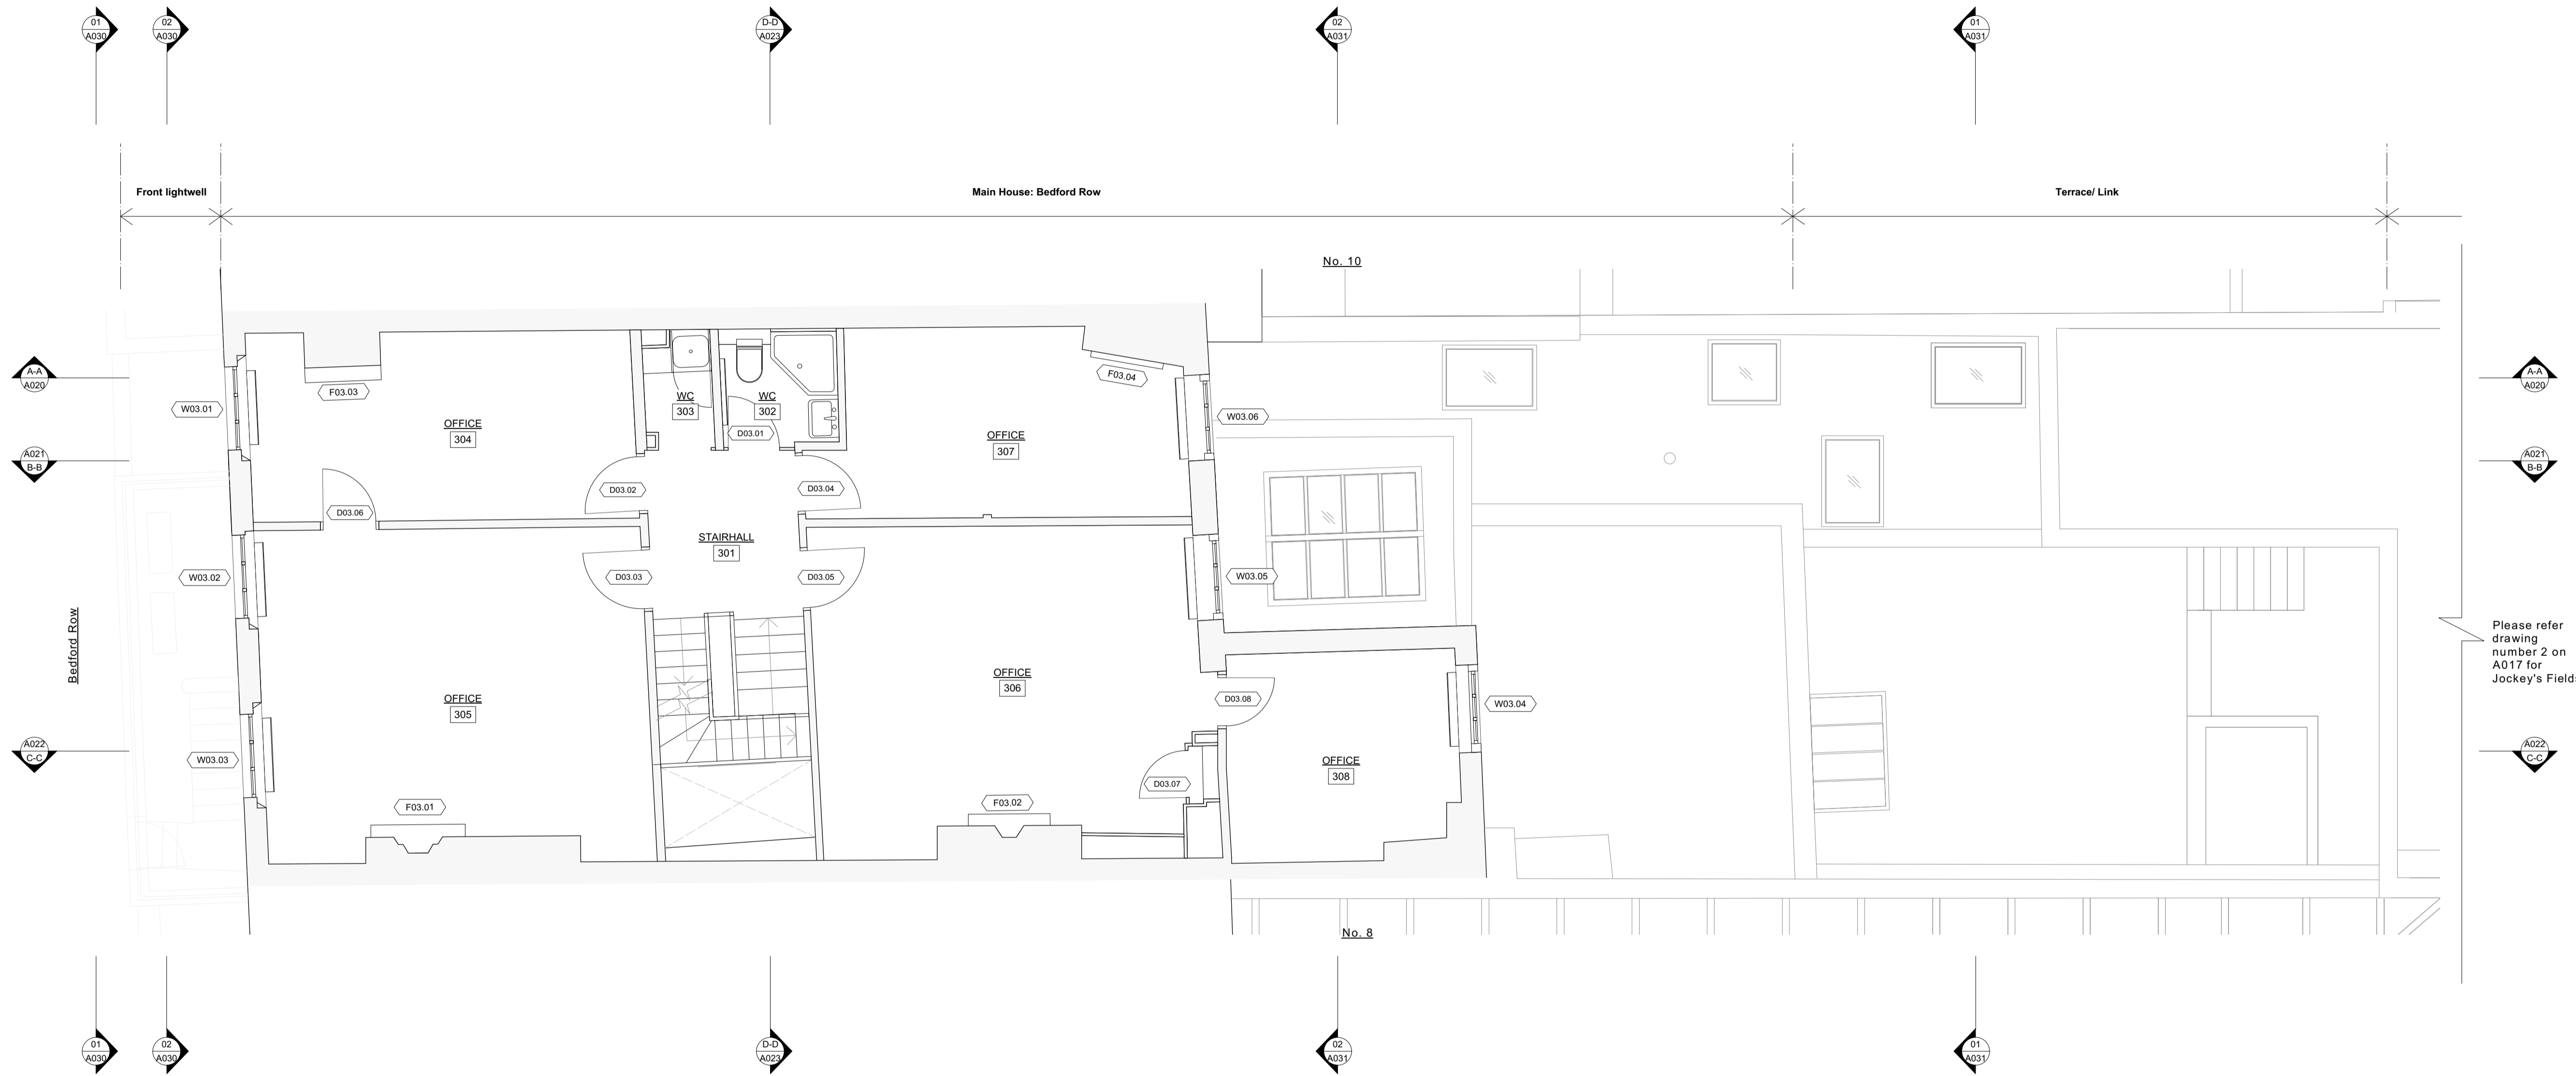 01
A030
02
A030
D-D
A023
02
A031
01
A031
Front lightwell
Main House: Bedford Row
Terrace/ Link
No. 10
A-A
A020
A-A
A020
W03.01
F03.03
WC
303
WC
302
F03.04
W03.06
OFFICE
304
D03.01
OFFICE
307
A021
B-B
A021
B-B
D03.02
D03.04
D03.06
STAIRHALL
301
W03.02
D03.03
D03.05
W03.05
Bedford Row
Please refer
drawing
number 2 on
A017 for
Jockey's Field
OFFICE
305
OFFICE
306
D03.08
W03.04
A022
C-C
A022
C-C
W03.03
OFFICE
308
D03.07
F03.01
F03.02
No. 8
01
A030
02
A030
D-D
A023
02
A031
01
A031